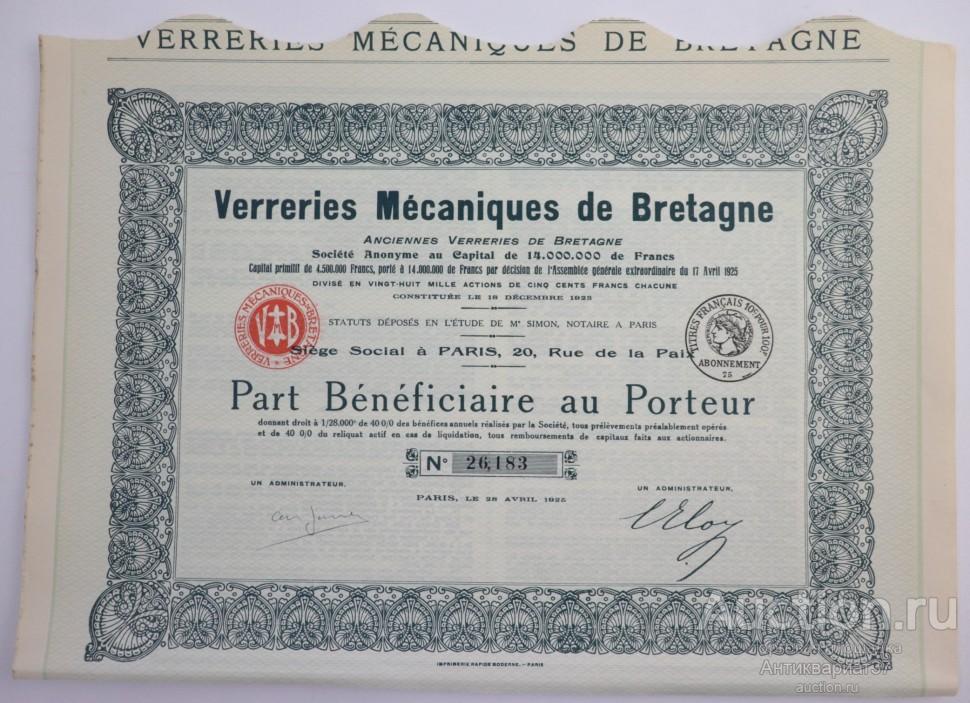 VERRERIES MÉCANIQUES DE BRETAGNE
Verreries Mécaniques de Bretagne
ANCIENNES VERRERIES DE BRETAGNE
Société Anonyme au Capital de 14.000.000 de Francs
Capital primitif de 4.500.000 Francs, porté à 14.000.000 de Francs par décision de l'Assemblée générale extraordinaire du 17 Avril 1925
DIVISÉ EN VINGT-HUIT MILLE ACTIONS DE CINQ CENTS FRANCS CHACUNE
CONSTITUÉE LE 18 DÉCEMBRE 1923
VERRERIES MÉCANIQUES BRETAGNE
V M B
TITRES FRANÇAIS 10c POUR 100f
ABONNEMENT
75
STATUTS DÉPOSÉS EN L'ÉTUDE DE Me SIMON, NOTAIRE A PARIS
Siège Social à PARIS, 20, Rue de la Paix
Part Bénéficiaire au Porteur
donnant droit à 1/28.000e de 40 0/0 des bénéfices annuels réalisés par la Société, tous prélèvements préalablement opérés
et de 40 0/0 du reliquat actif en cas de liquidation, tous remboursements de capitaux faits aux actionnaires.
No 26,183
UN ADMINISTRATEUR.
PARIS, LE 28 AVRIL 1925
UN ADMINISTRATEUR.
IMPRIMERIE RAPIDE MODERNE. — PARIS
Auction.ru
Антиквариат37
auction.ru